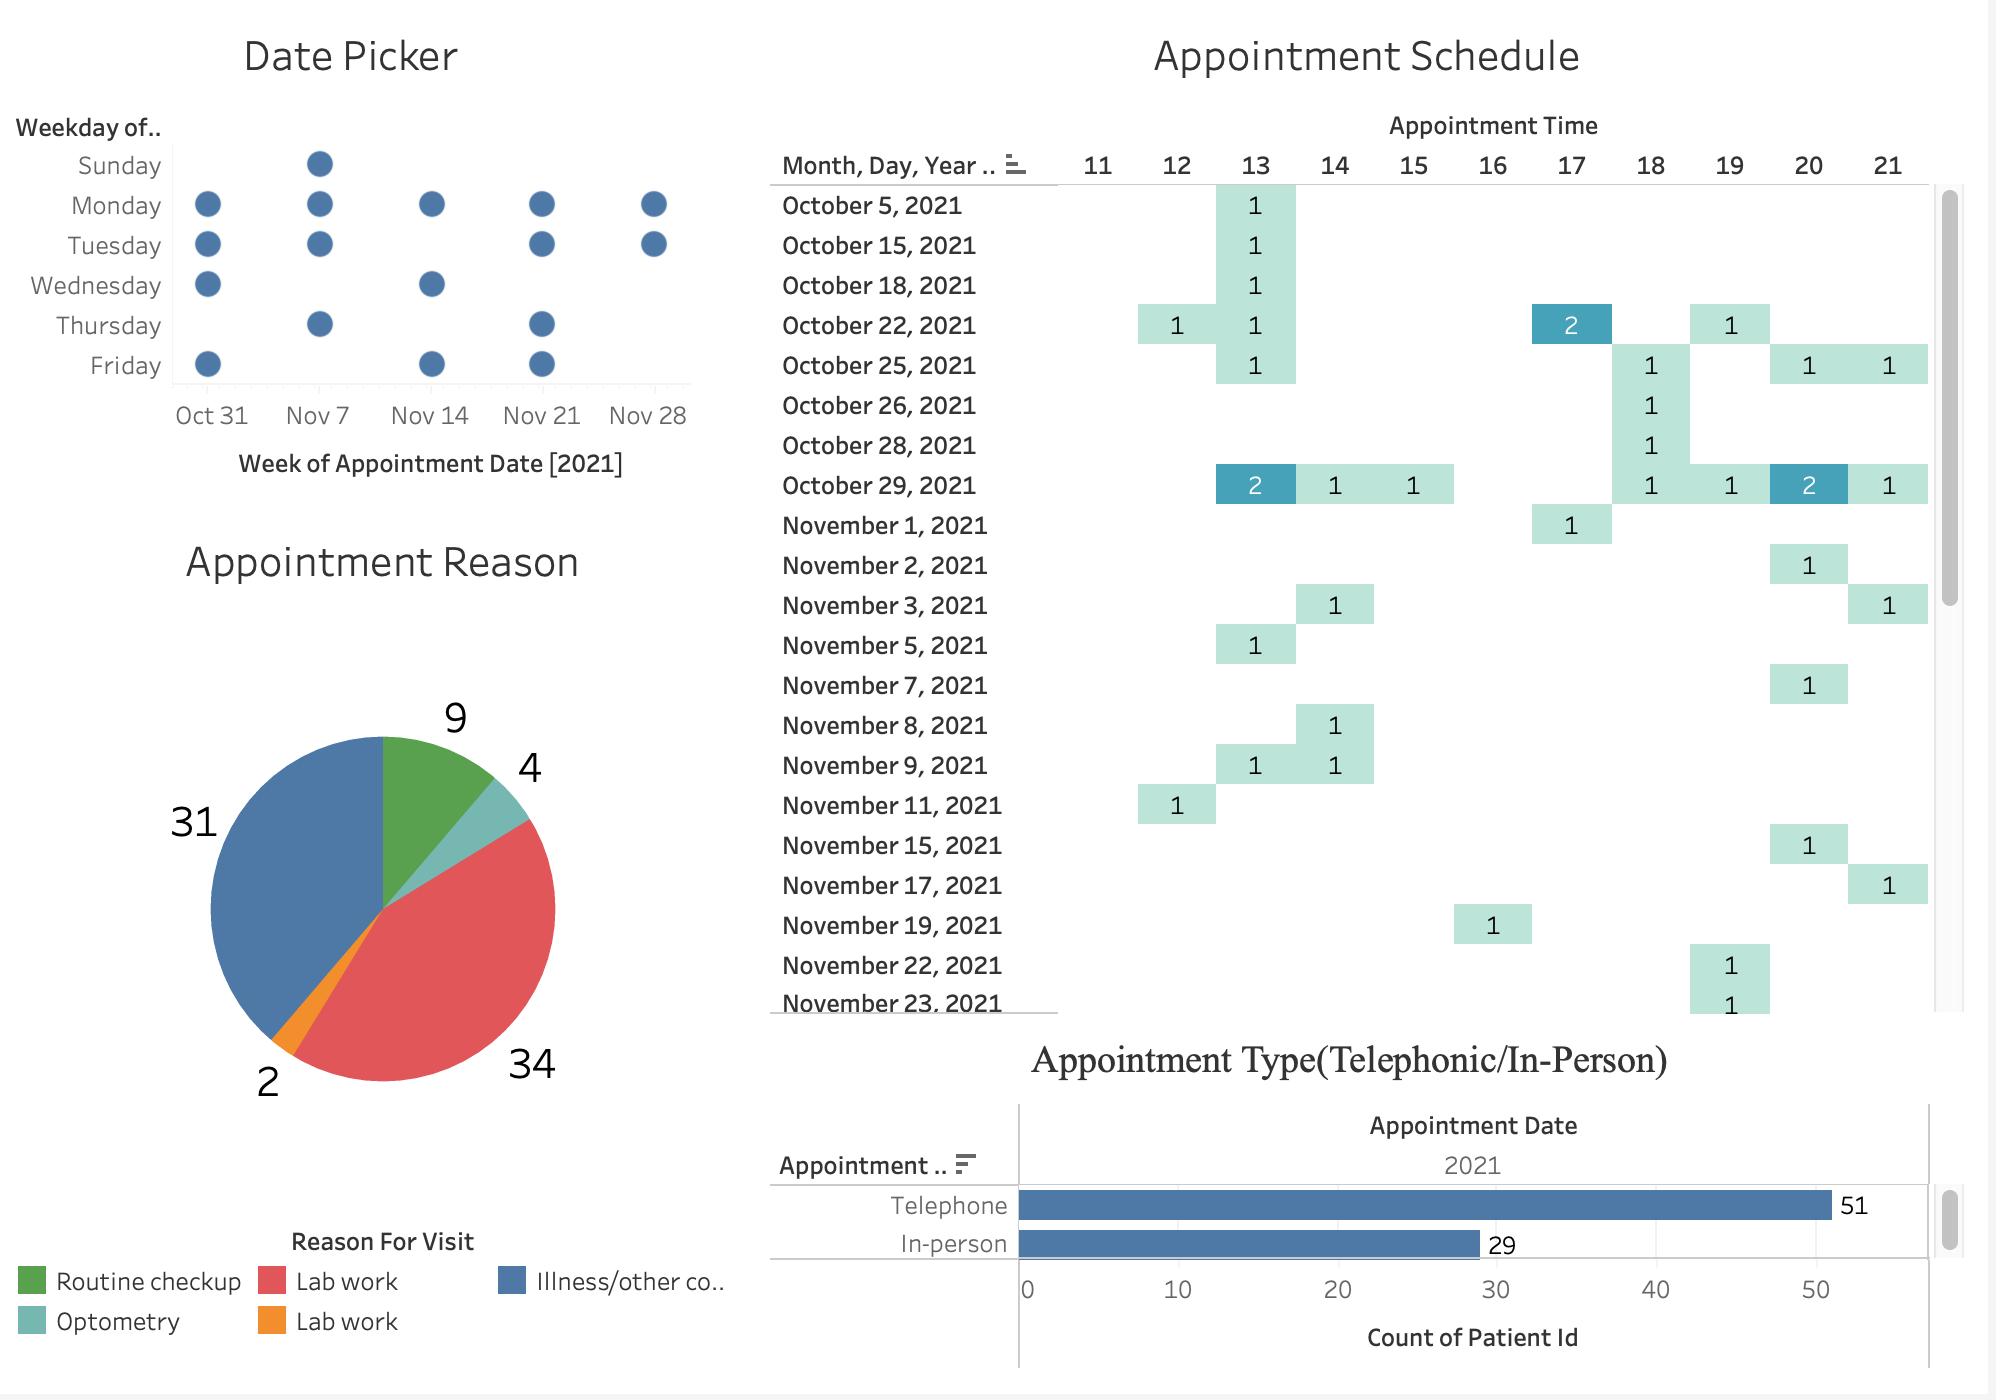 Date Picker
Weekday of..
Sunday
Monday
Tuesday
Wednesday
Thursday
Friday
Oct 31 Nov 7 Nov 14 Nov 21 Nov 28
Week of Appointment Date [2021]
Appointment Reason
9
4
31
34
2
Reason For Visit
Routine checkup Lab work Illness/other co..
Optometry Lab work
Appointment Schedule
Appointment Time
Month, Day, Year .. 11 12 13 14 15 16 17 18 19 20 21
October 5, 2021 1
October 15, 2021 1
October 18, 2021 1
October 22, 2021 1 1 2 1
October 25, 2021 1 1 1 1
October 26, 2021 1
October 28, 2021 1
October 29, 2021 2 1 1 1 1 2 1
November 1, 2021 1
November 2, 2021 1
November 3, 2021 1 1
November 5, 2021 1
November 7, 2021 1
November 8, 2021 1
November 9, 2021 1 1
November 11, 2021 1
November 15, 2021 1
November 17, 2021 1
November 19, 2021 1
November 22, 2021 1
November 23, 2021 1
Appointment Type(Telephonic/In-Person)
Appointment Date
Appointment .. 2021
Telephone 51
In-person 29
0 10 20 30 40 50
Count of Patient Id